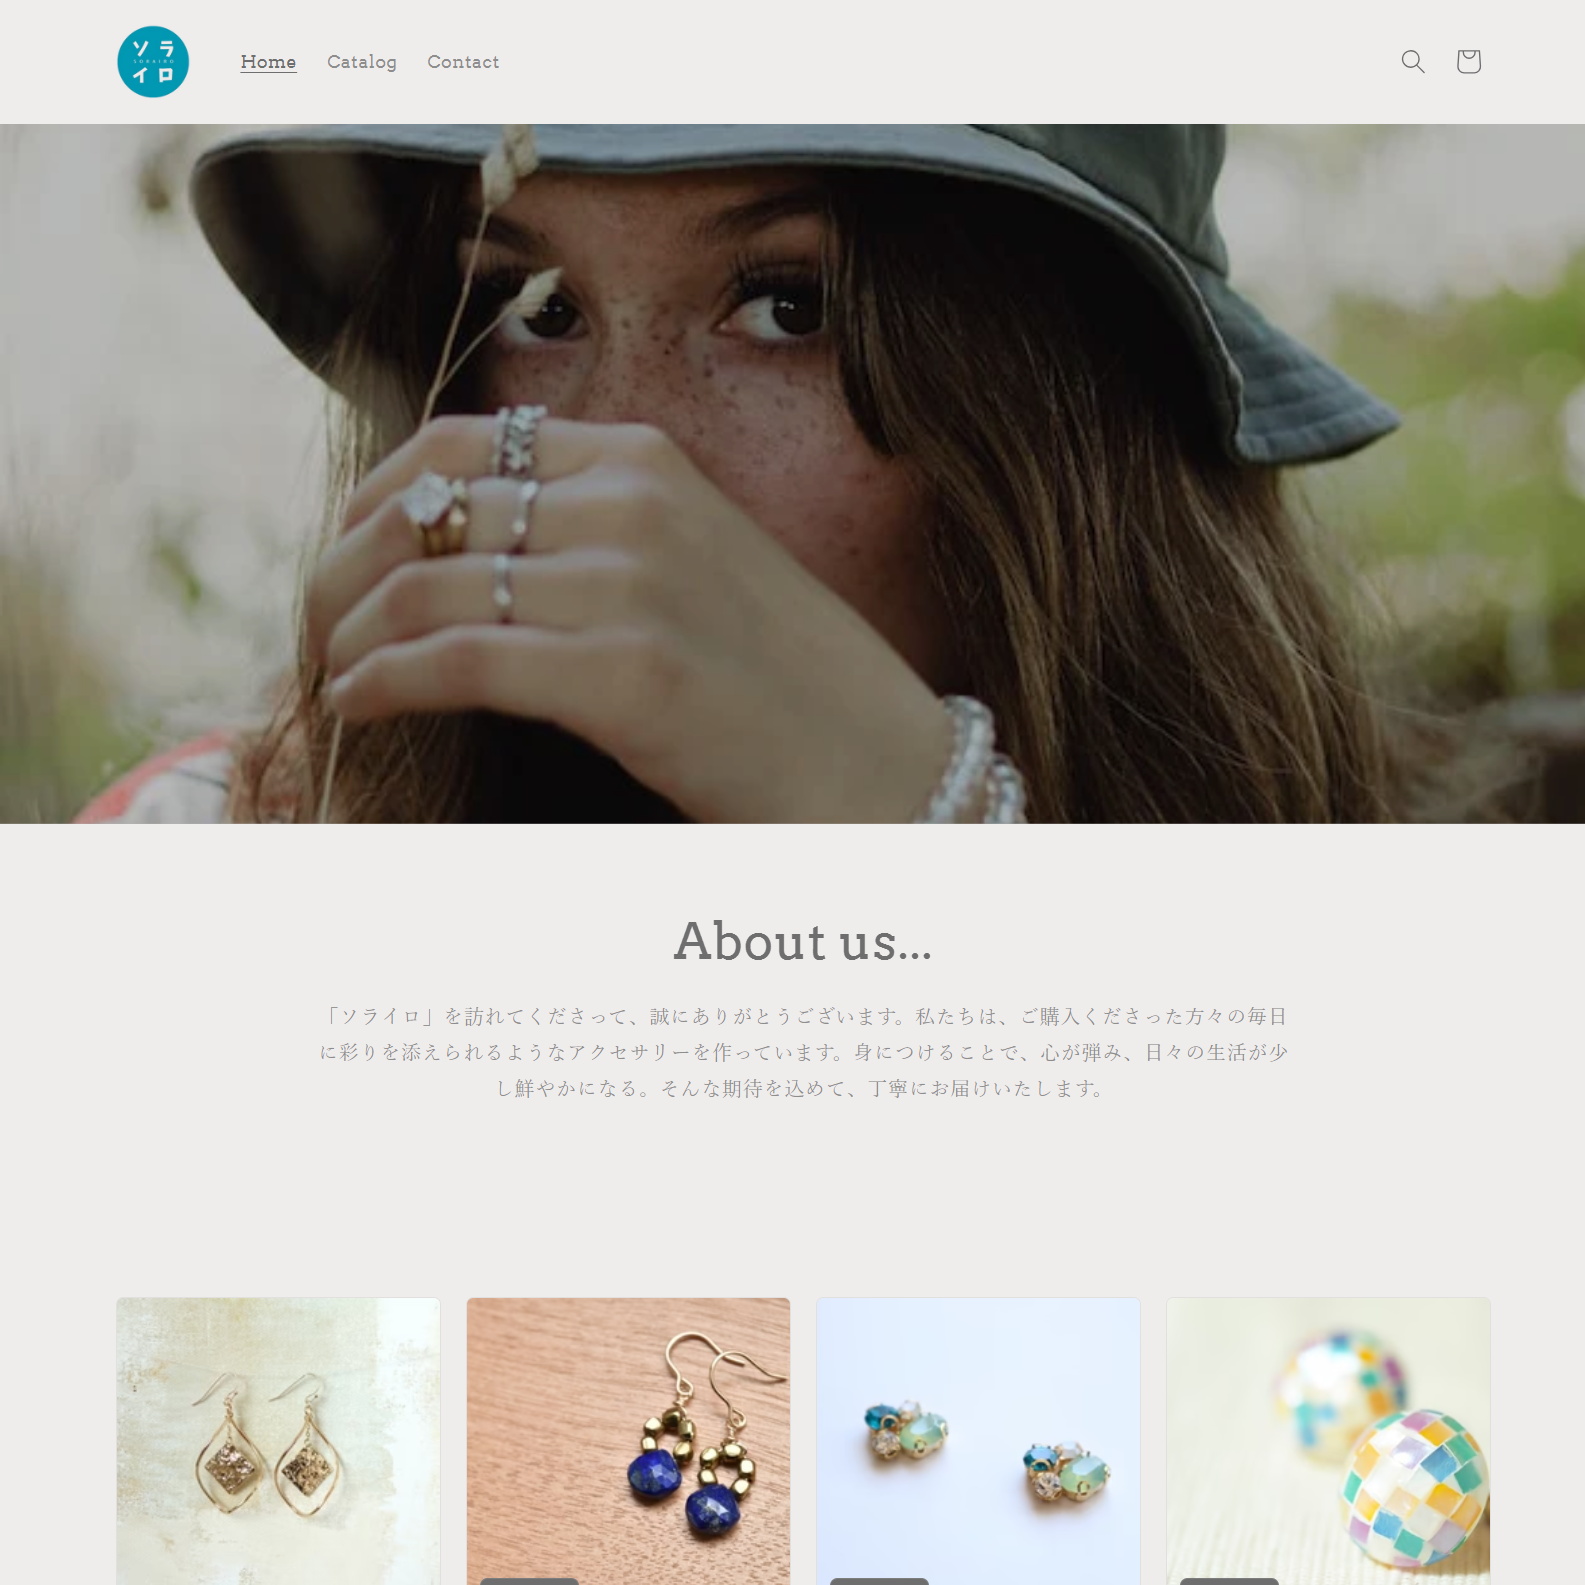 ソラ
SORAIRO
イロ
Home Catalog Contact
About us...
「ソライロ」を訪れてくださって、誠にありがとうございます。私たちは、ご購入くださった方々の毎日
に彩りを添えられるようなアクセサリーを作っています。身につけることで、心が弾み、日々の生活が少
し鮮やかになる。そんな期待を込めて、丁寧にお届けいたします。